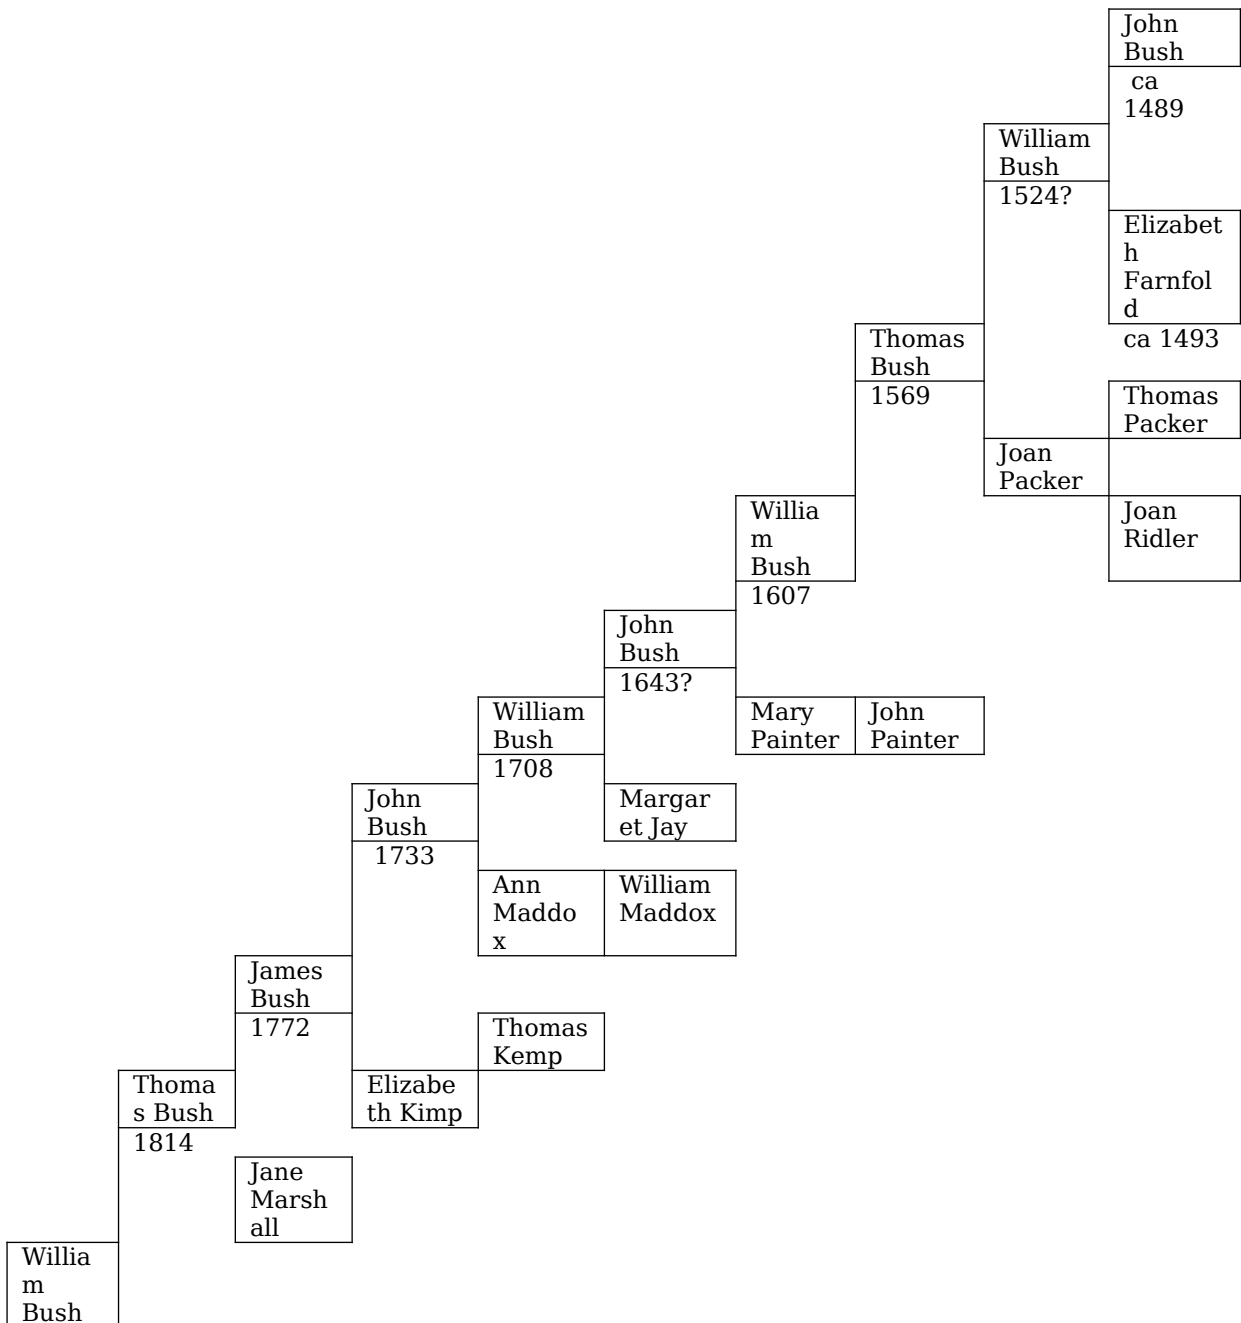 John
Bush
ca
1489
William
Bush
1524?
Elizabet
h
Farnfol
d
ca 1493
Thomas
Bush
1569
Thomas
Packer
Joan
Packer
Joan
Ridler
Willia
m
Bush
1607
John
Bush
1643?
Mary
Painter
John
Painter
William
Bush
1708
Margar
et Jay
John
Bush
1733
Ann
Maddo
x
William
Maddox
James
Bush
1772
Thomas
Kemp
Elizabe
th Kimp
Thoma
s Bush
1814
Jane
Marsh
all
Willia
m
Bush